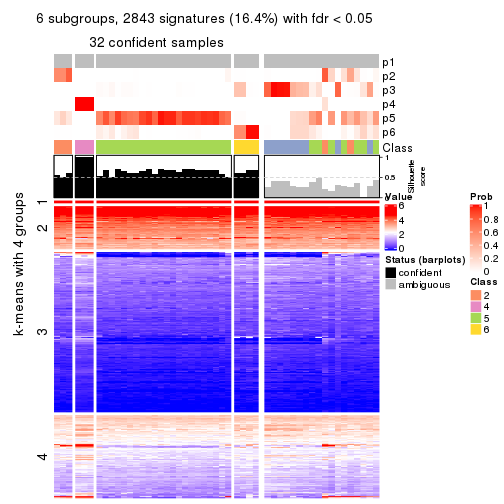 6 subgroups, 2843 signatures (16.4%) with fdr < 0.05
32 confident samples
p1
p2
p3
p4
p5
p6
Class
1
0.5
0
Silhouette
score
k-means with 4 groups
1
2
3
4
Value
6
4
2
0
Status (barplots)
confident
ambiguous
Prob
1
0.8
0.6
0.4
0.2
0
Class
2
4
5
6